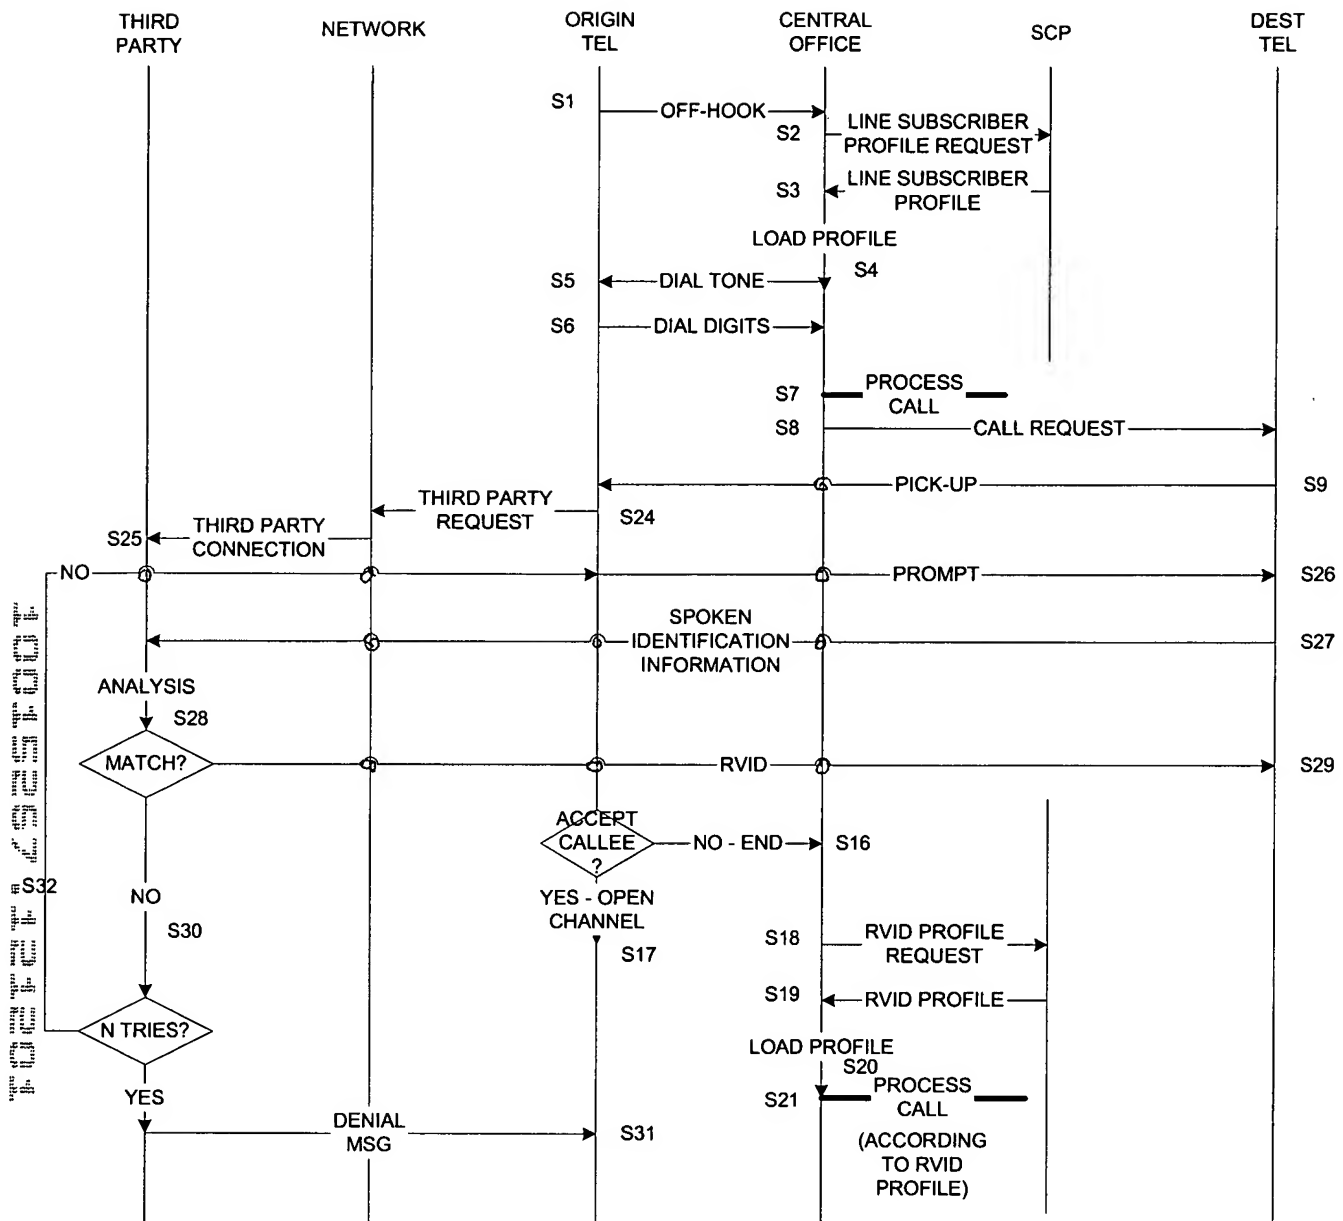 THIRD
PARTY
NETWORK
ORIGIN
TEL
CENTRAL
OFFICE
SCP
DEST
TEL
S1
OFF-HOOK
S2
LINE SUBSCRIBER
PROFILE REQUEST
S3
LINE SUBSCRIBER
PROFILE
LOAD PROFILE
S4
S5
DIAL TONE
S6
DIAL DIGITS
S7
PROCESS
CALL
S8
CALL REQUEST
PICK-UP
S9
THIRD PARTY
REQUEST
S24
S25
THIRD PARTY
CONNECTION
NO
PROMPT
S26
SPOKEN
IDENTIFICATION
INFORMATION
S27
ANALYSIS
S28
MATCH?
RVID
S29
ACCEPT
CALLEE
?
NO - END
S16
YES - OPEN
CHANNEL
S17
S32
NO
S30
S18
RVID PROFILE
REQUEST
S19
RVID PROFILE
N TRIES?
LOAD PROFILE
S20
YES
S21
PROCESS
CALL
(ACCORDING
TO RVID
PROFILE)
DENIAL
MSG
S31
10015267.121201